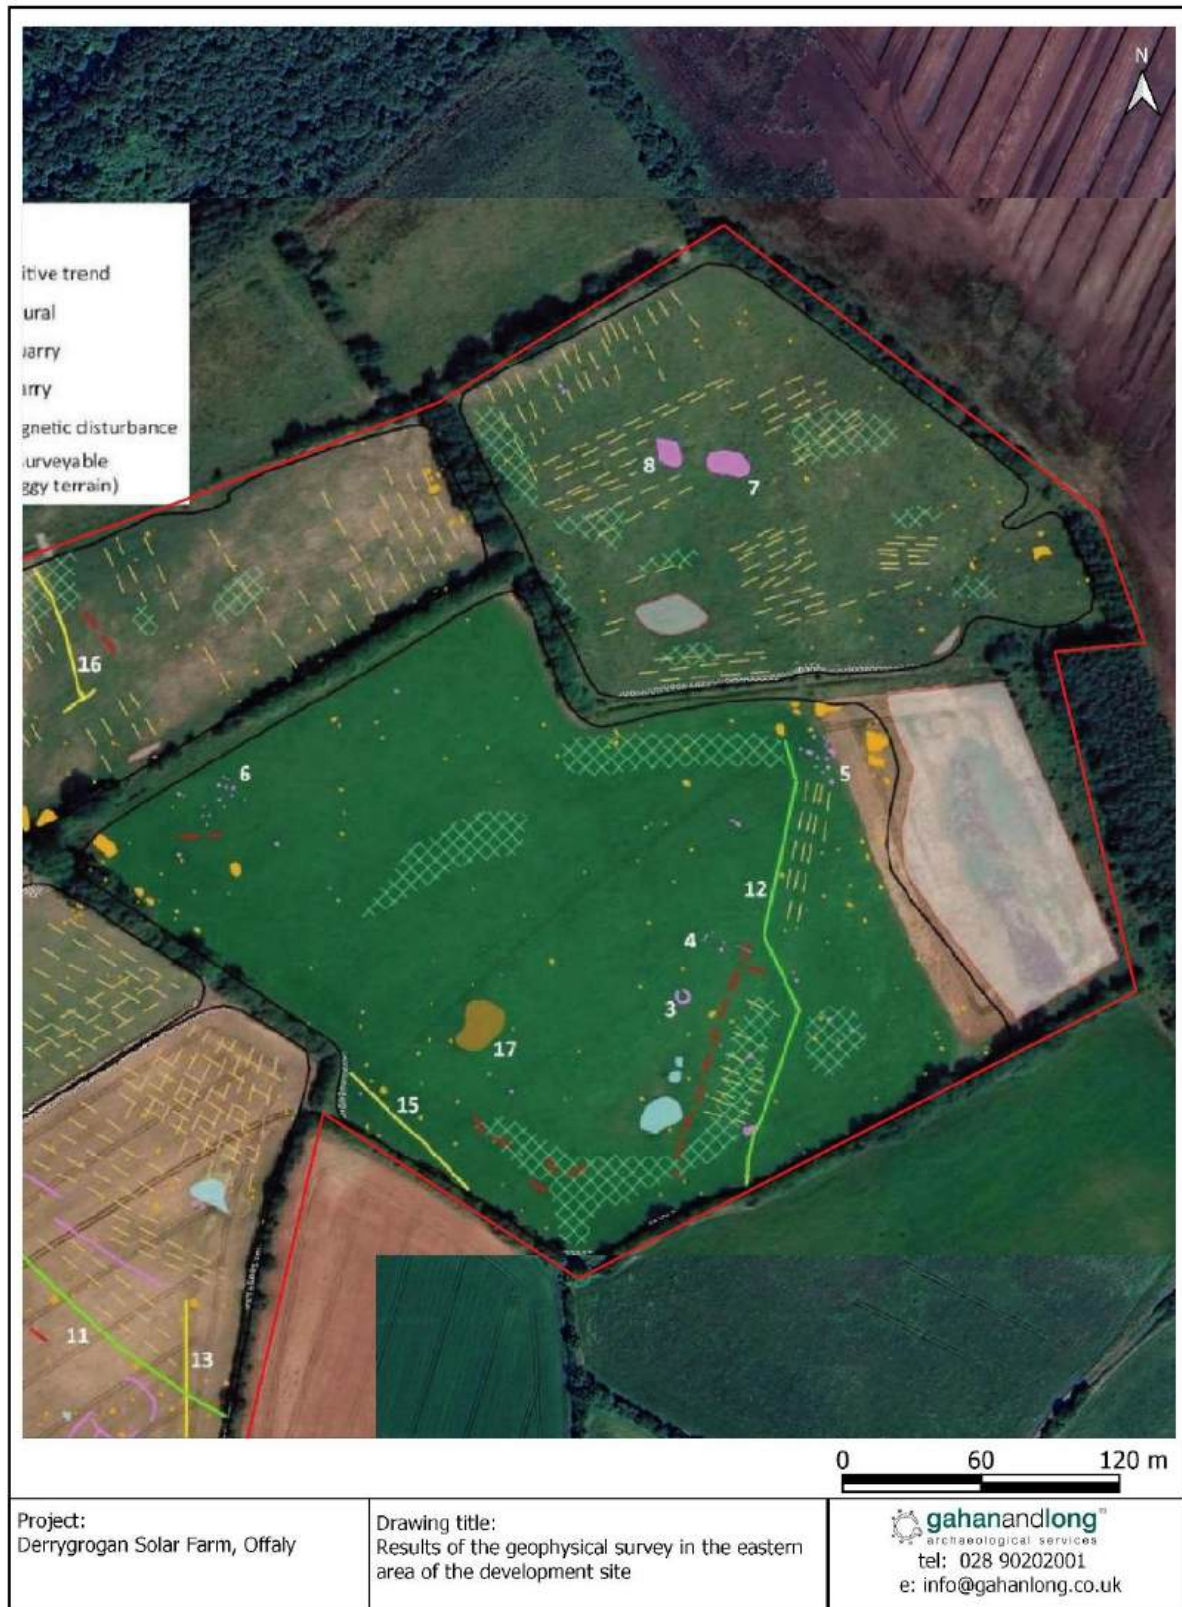 N
itive trend
ural
uarry
arry
gnetic disturbance
surveyable
ggy terrain)
8
7
16
6
5
12
4
3
17
15
11
13
0 60 120 m
Project:
Derrygrogan Solar Farm, Offaly
Drawing title:
Results of the geophysical survey in the eastern
area of the development site
gahanandlong
archaeological services
tel: 028 90202001
e: info@gahanlong.co.uk